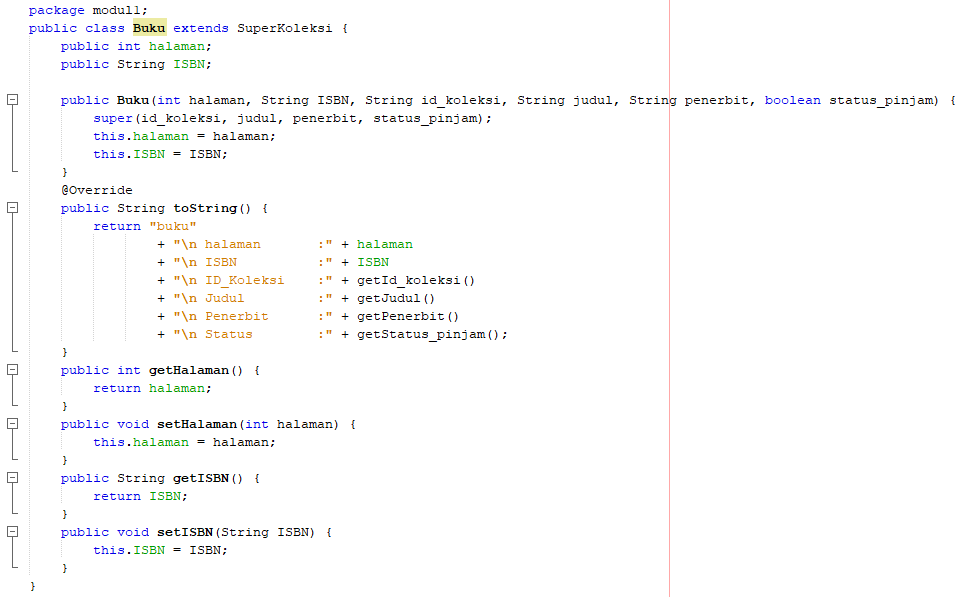 package modul1;
public class Buku extends SuperKoleksi {
    public int halaman;
    public String ISBN;

    public Buku(int halaman, String ISBN, String id_koleksi, String judul, String penerbit, boolean status_pinjam) {
        super(id_koleksi, judul, penerbit, status_pinjam);
        this.halaman = halaman;
        this.ISBN = ISBN;
    }
    @Override
    public String toString() {
        return "buku"
                + "\n halaman       :" + halaman
                + "\n ISBN          :" + ISBN
                + "\n ID_Koleksi    :" + getId_koleksi()
                + "\n Judul         :" + getJudul()
                + "\n Penerbit      :" + getPenerbit()
                + "\n Status        :" + getStatus_pinjam();
    }
    public int getHalaman() {
        return halaman;
    }
    public void setHalaman(int halaman) {
        this.halaman = halaman;
    }
    public String getISBN() {
        return ISBN;
    }
    public void setISBN(String ISBN) {
        this.ISBN = ISBN;
    }
}